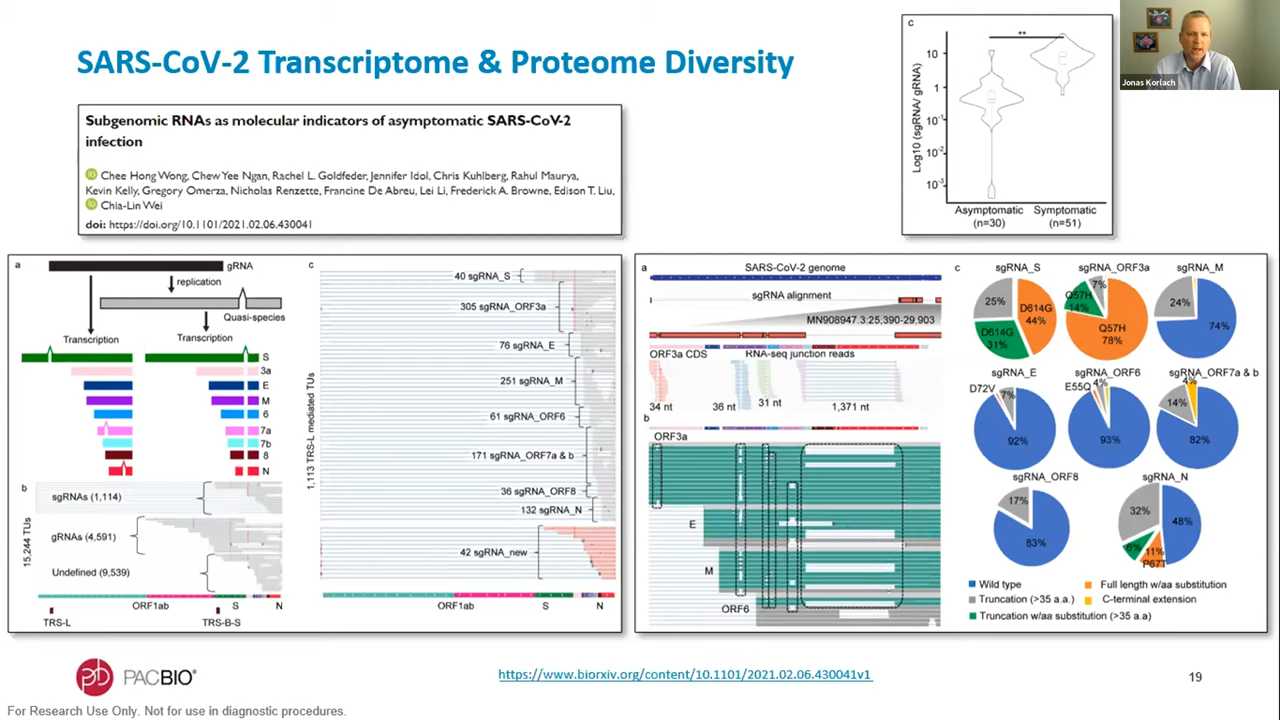 SARS-CoV-2 Transcriptome & Proteome Diversity
Subgenomic RNAs as molecular indicators of asymptomatic SARS-CoV-2
infection
Chee Hong Wong, Chew Yee Ngan, Rachel L. Goldfeder, Jennifer Idol, Chris Kuhlberg, Rahul Maurya,
Kevin Kelly, Gregory Omerza, Nicholas Renzette, Francine De Abreu, Lei Li, Frederick A. Browne, Edison T. Liu,
Chia-Lin Wei
doi: https://doi.org/10.1101/2021.02.06.430041
c
**
Log10 (sgRNA/ gRNA)
10
1
10-1
10-2
10-3
Asymptomatic
(n=30)
Symptomatic
(n=51)
Jonas Korlach
a
gRNA
replication
Quasi-species
Transcription
Transcription
S
3a
E
M
6
7a
7b
8
N
b
15,244 TUs
sgRNAs (1,114)
gRNAs (4,591)
Undefined (9,539)
ORF1ab
S
N
TRS-L
TRS-B-S
c
1,113 TRS-L mediated TUs
40 sgRNA_S
305 sgRNA_ORF3a
76 sgRNA_E
251 sgRNA_M
61 sgRNA_ORF6
171 sgRNA_ORF7a & b
36 sgRNA_ORF8
132 sgRNA_N
42 sgRNA_new
ORF1ab
S
N
a
SARS-CoV-2 genome
sgRNA alignment
MN908947.3:25,390-29,903
ORF3a CDS
RNA-seq junction reads
34 nt
36 nt
31 nt
1,371 nt
b
ORF3a
E
M
ORF6
c
sgRNA_S
25%
D614G
44%
D614G
31%
sgRNA_ORF3a
7%
Q57H
14%
Q57H
78%
sgRNA_M
24%
74%
sgRNA_E
D72V
7%
92%
sgRNA_ORF6
E55Q
4%
93%
sgRNA_ORF7a & b
4%
14%
82%
sgRNA_ORF8
17%
83%
sgRNA_N
32%
48%
11%
P67T
Wild type
Full length w/aa substitution
Truncation (>35 a.a.)
C-terminal extension
Truncation w/aa substitution (>35 a.a)
PACBIO®
https://www.biorxiv.org/content/10.1101/2021.02.06.430041v1
19
For Research Use Only. Not for use in diagnostic procedures.